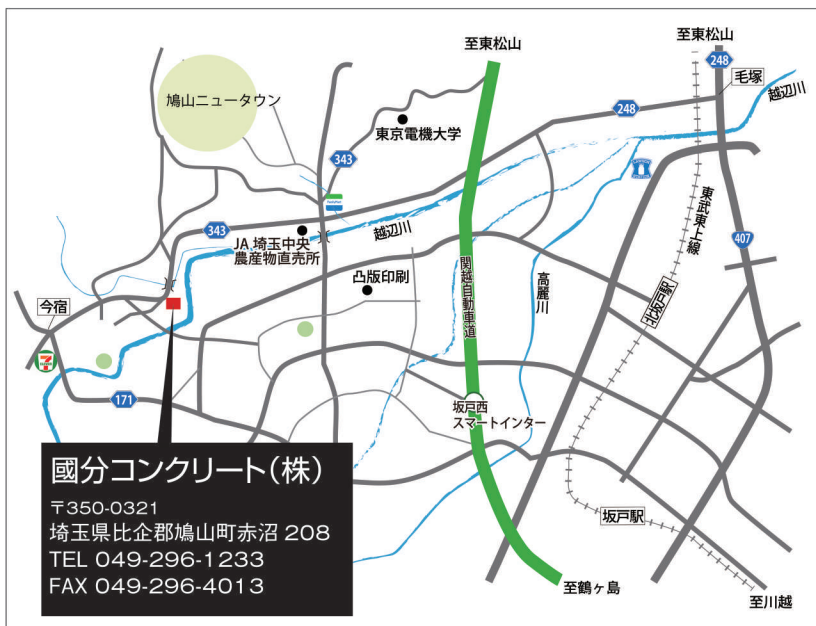 至東松山
至東松山
248
毛塚
越辺川
鳩山ニュータウン
248
東京電機大学
343
FamilyMart
東武東上線
343
越辺川
407
JA 埼玉中央
農産物直売所
関越自動車道
高麗川
凸版印刷
北坂戸駅
今宿
7
ELEVEN
171
坂戸西
スマートインター
國分コンクリート(株)
〒350-0321
埼玉県比企郡鳩山町赤沼 208
TEL 049-296-1233
FAX 049-296-4013
坂戸駅
至鶴ヶ島
至川越